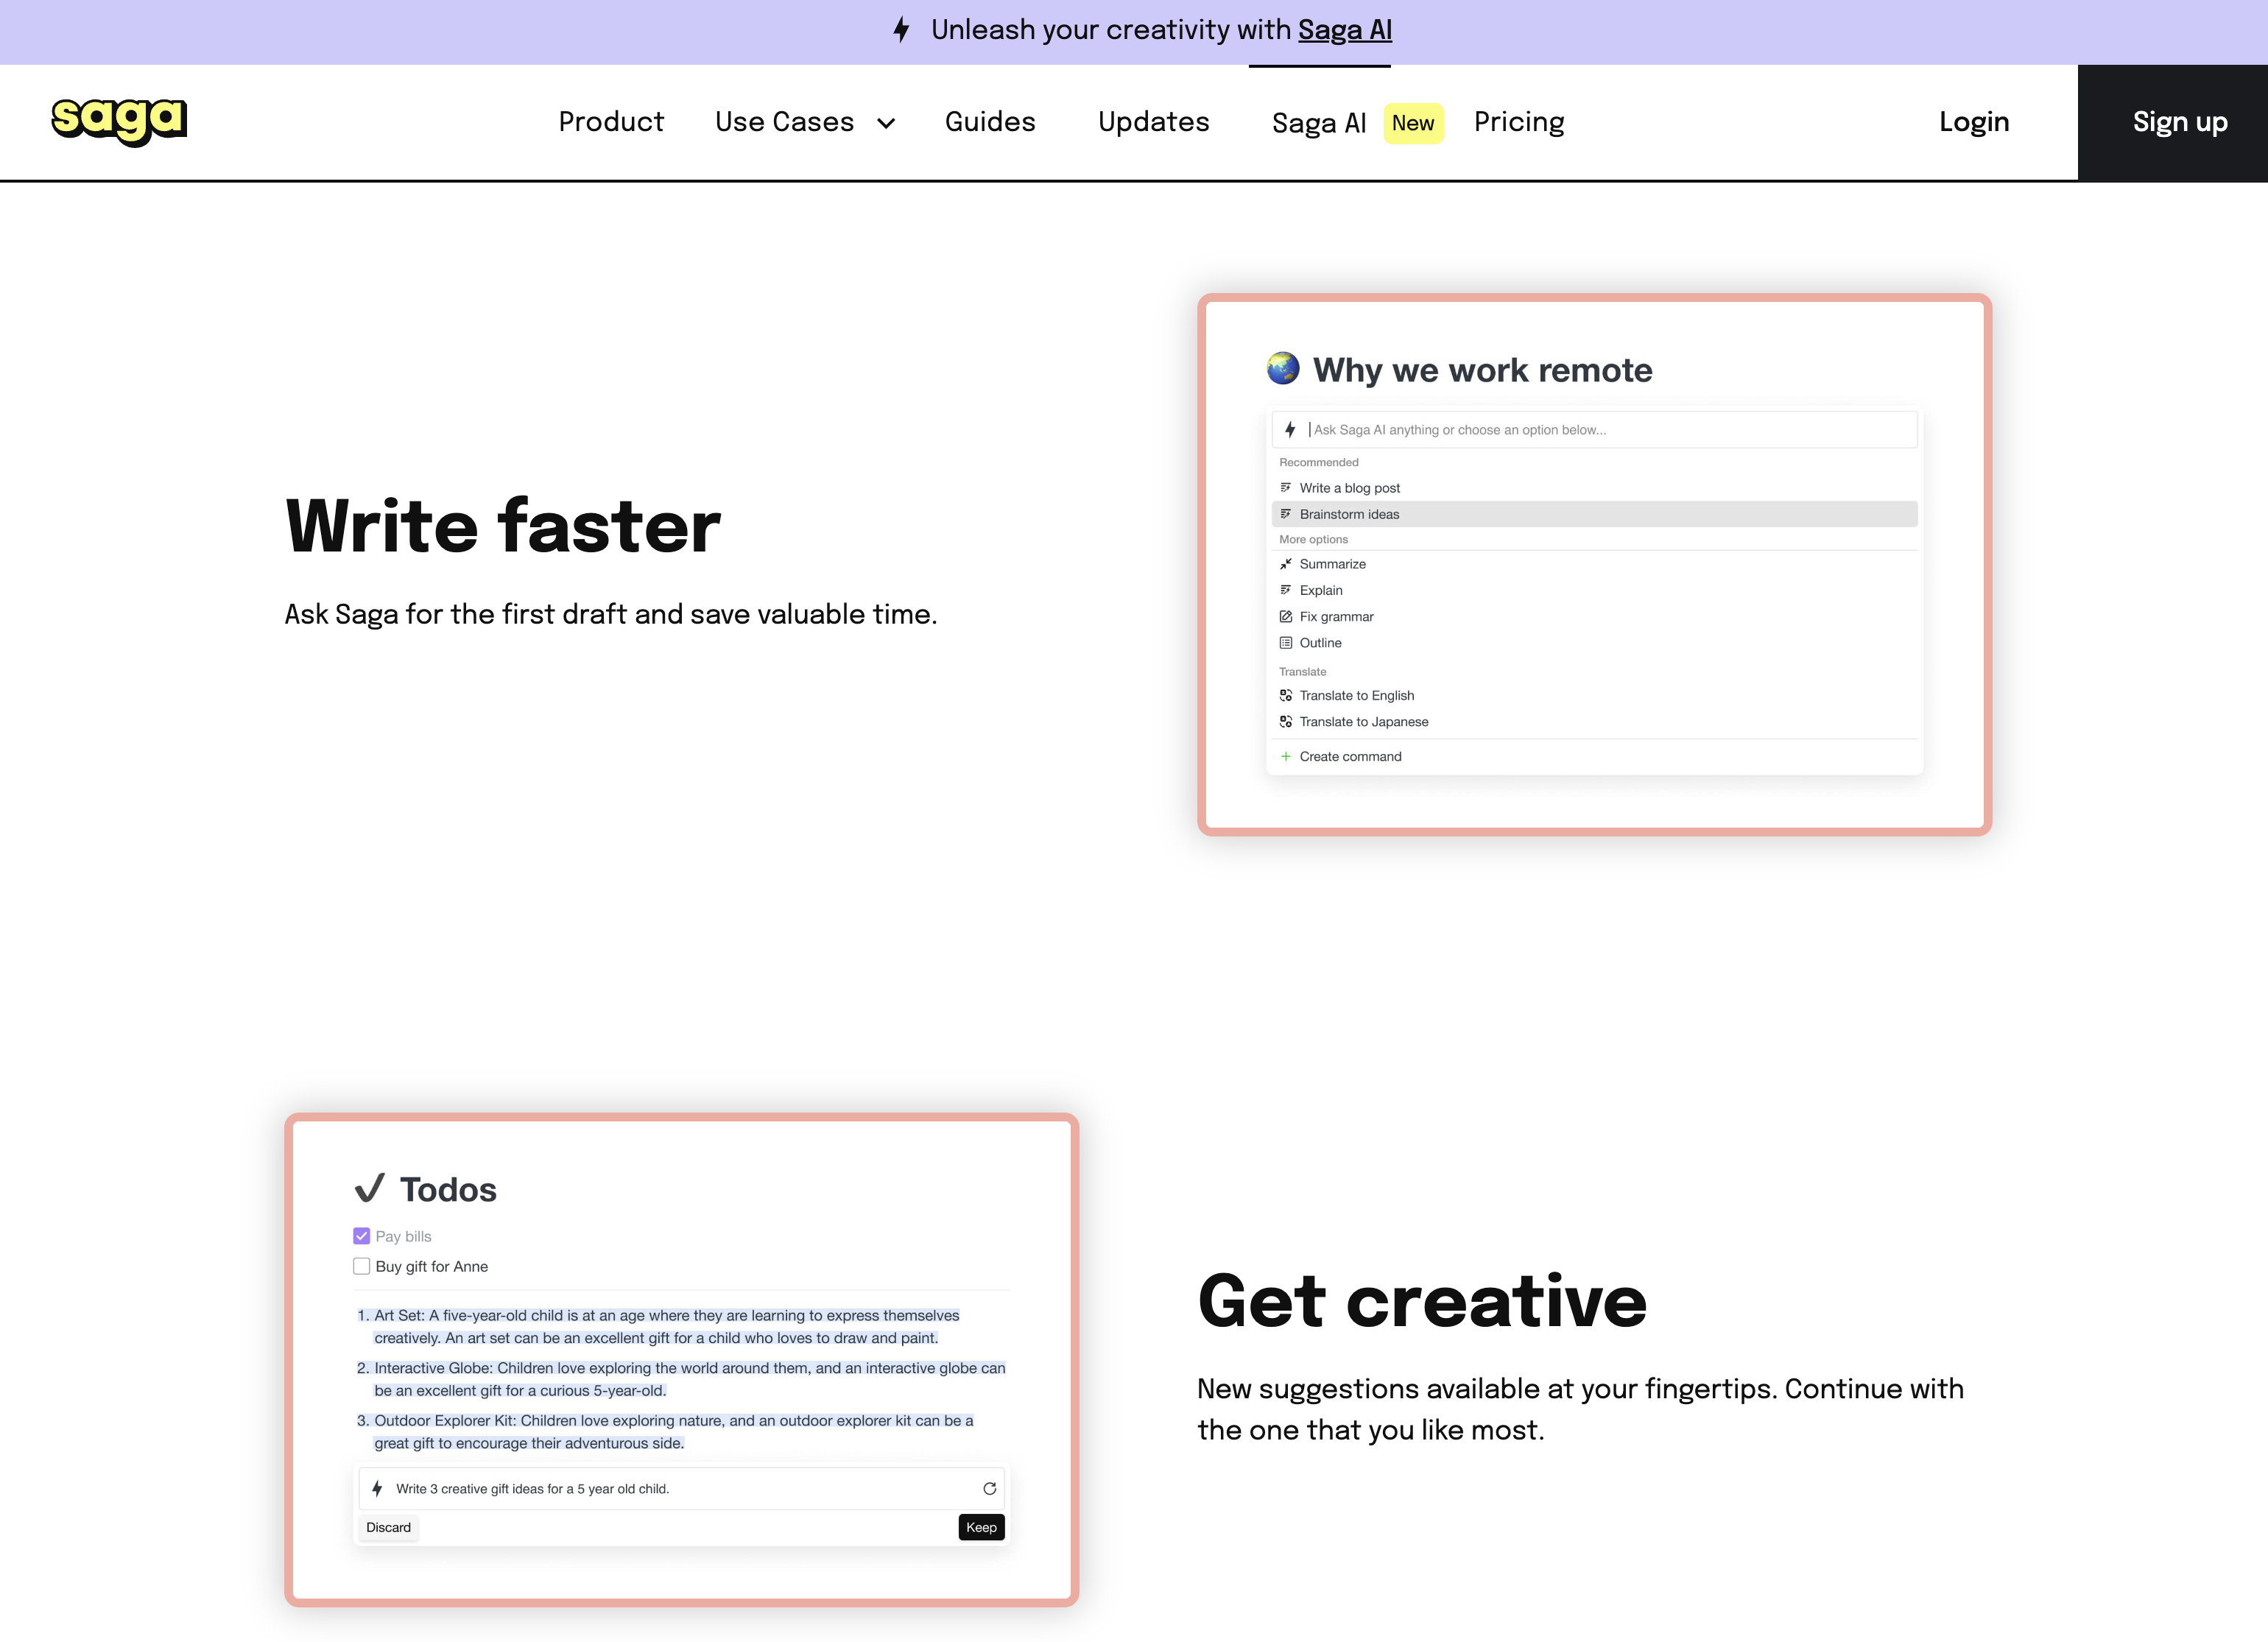 Unleash your creativity with Saga AI
saga
Product
Use Cases
Guides
Updates
Saga AI
New
Pricing
Login
Sign up
Write faster
Ask Saga for the first draft and save valuable time.
Why we work remote
Ask Saga AI anything or choose an option below...
Recommended
Write a blog post
Brainstorm ideas
More options
Summarize
Explain
Fix grammar
Outline
Translate
Translate to English
Translate to Japanese
Create command
Todos
Pay bills
Buy gift for Anne
1. Art Set: A five-year-old child is at an age where they are learning to express themselves
creatively. An art set can be an excellent gift for a child who loves to draw and paint.
2. Interactive Globe: Children love exploring the world around them, and an interactive globe can
be an excellent gift for a curious 5-year-old.
3. Outdoor Explorer Kit: Children love exploring nature, and an outdoor explorer kit can be a
great gift to encourage their adventurous side.
Write 3 creative gift ideas for a 5 year old child.
Discard
Keep
Get creative
New suggestions available at your fingertips. Continue with
the one that you like most.